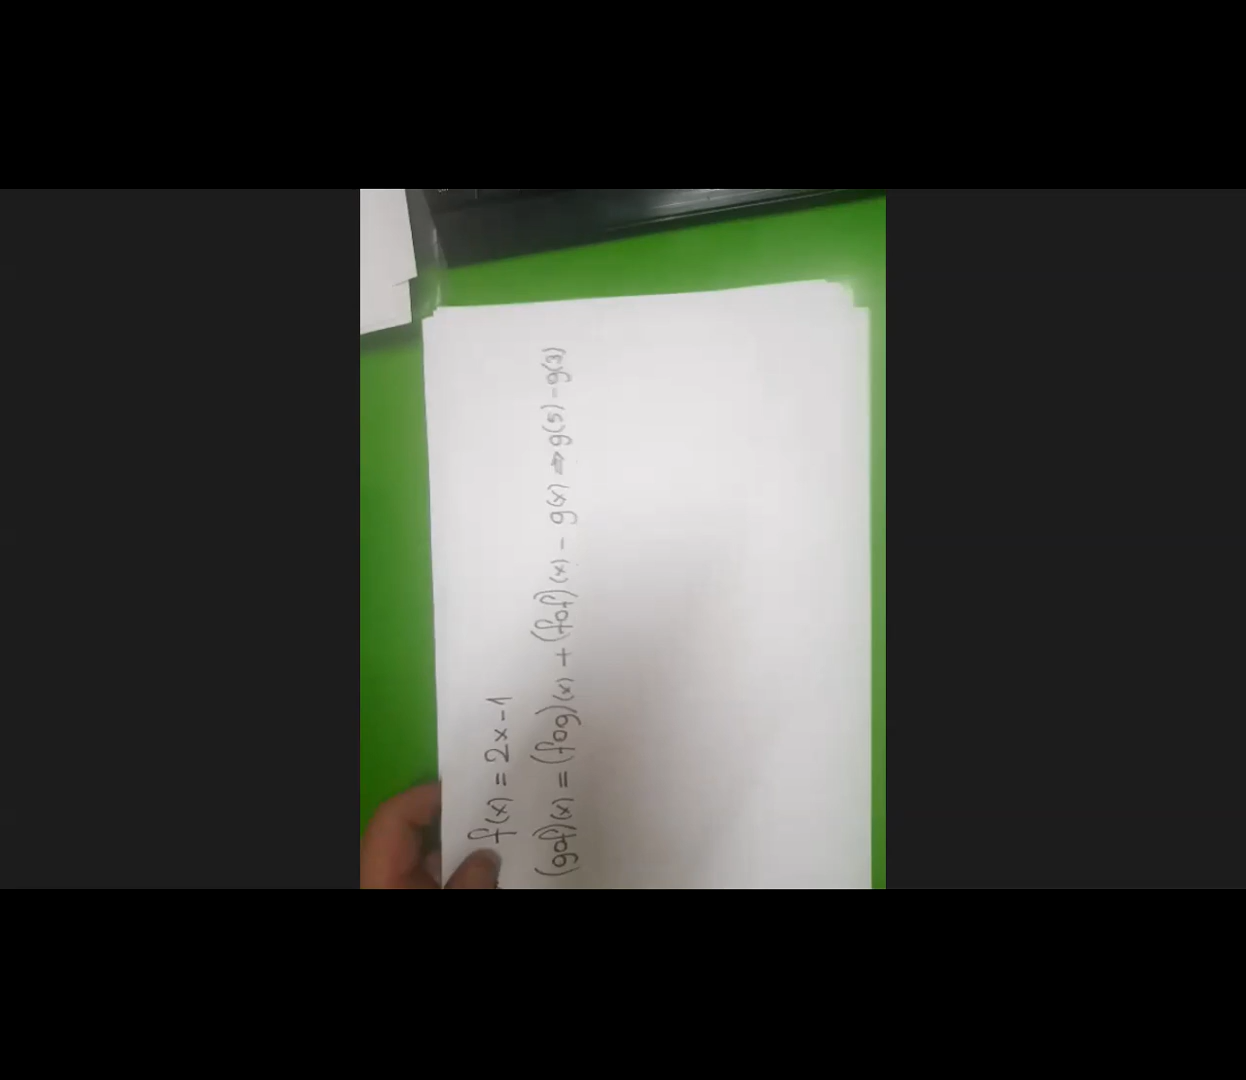 f(x) = 2x - 1
(gof)(x) = (fog)(x) + (fof)(x) - g(x) ⇒ g(5) - g(3)